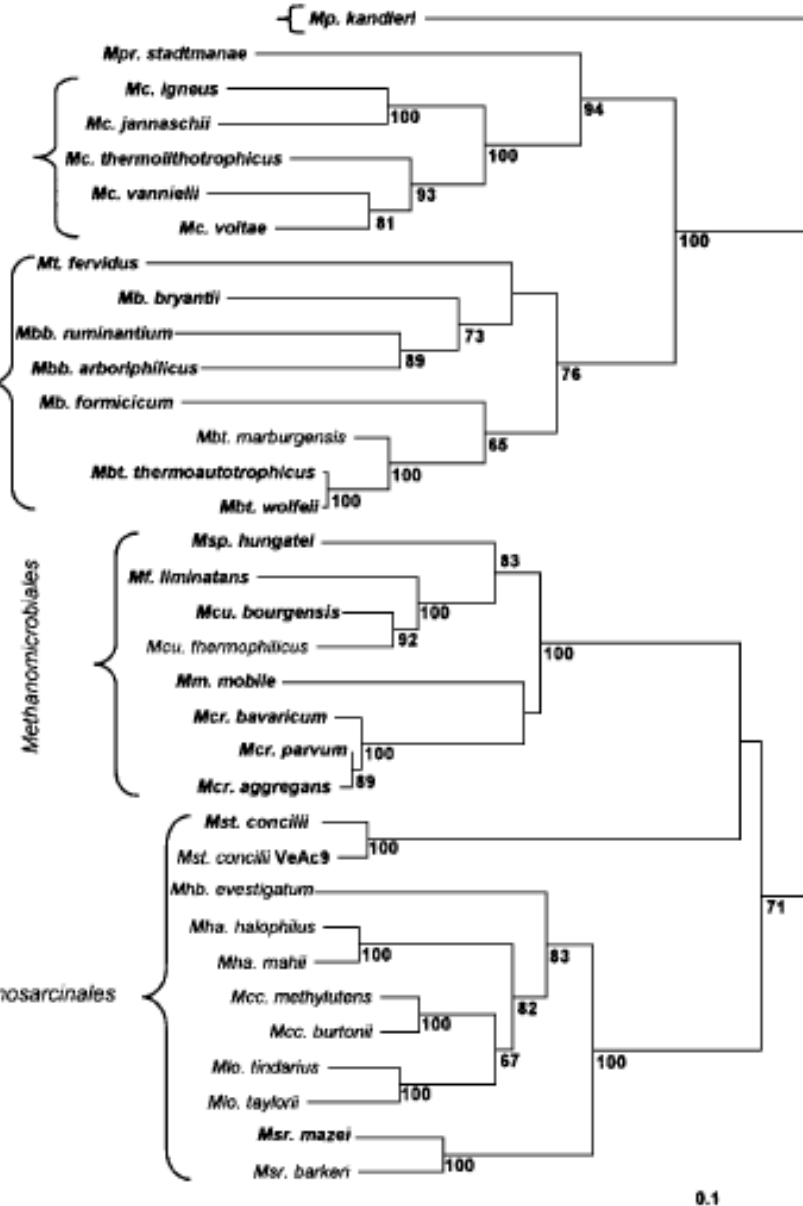 Mp. kandleri
Mpr. stadtmanae
94
Mc. igneus
100
Mc. jannaschii
100
Mc. thermolithotrophicus
93
Mc. vannielii
81
Mc. voltae
100
Mt. fervidus
Mb. bryantii
73
Mbb. ruminantium
89
Mbb. arboriphilicus
76
Mb. formicicum
65
Mbt. marburgensis
100
Mbt. thermoautotrophicus
100
Mbt. wolfeii
Methanomicrobiales
Msp. hungatei
83
Mf. liminatans
100
Mcu. bourgensis
92
Mcu. thermophilicus
100
Mm. mobile
Mcr. bavaricum
100
Mcr. parvum
89
Mcr. aggregans
Mst. concilii
100
Mst. concilii VeAc9
71
Mhb. evestigatum
83
Mha. halophilus
100
Mha. mahii
82
nosarcinales
Mcc. methylutens
100
Mcc. burtonii
67
100
Mlo. tindarius
100
Mlo. taylorii
Msr. mazei
100
Msr. barkeri
0.1